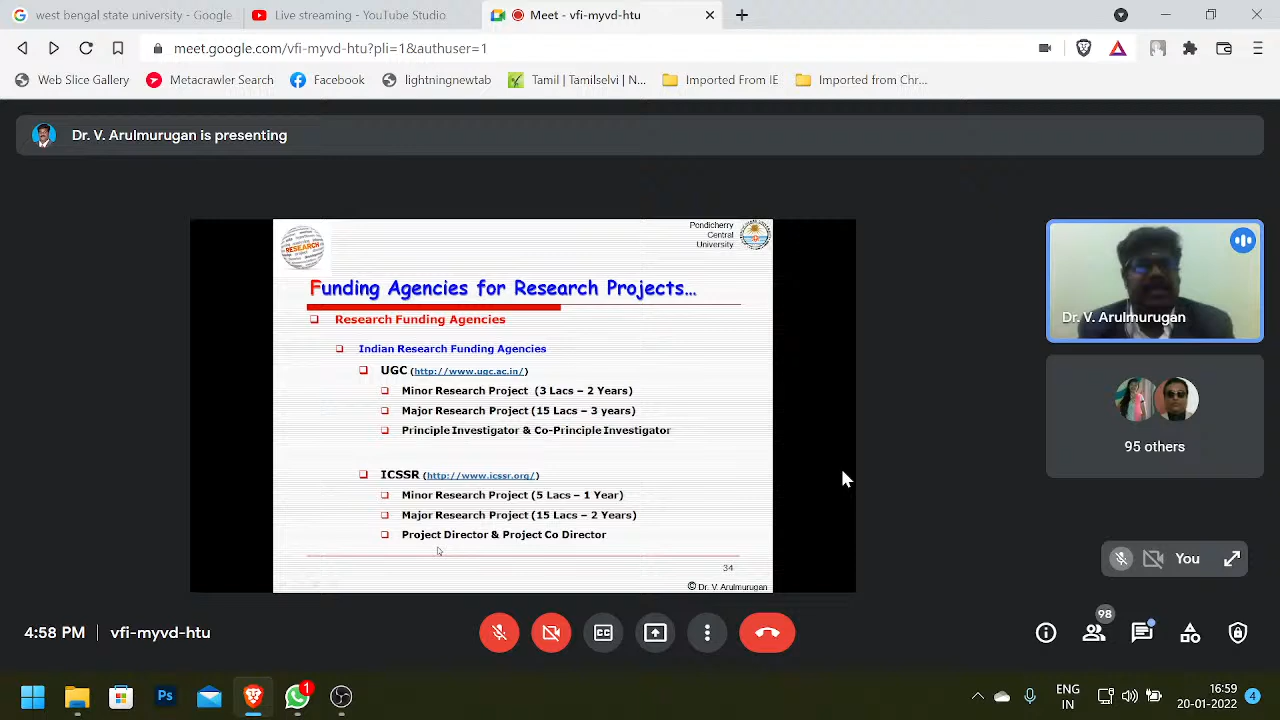 west bengal state university - Google
Live streaming - YouTube Studio
Meet - vfi-myvd-htu
meet.google.com/vfi-myvd-htu?pli=1&authuser=1
Web Slice Gallery
Metacrawler Search
Facebook
lightningnewtab
Tamil | Tamilselvi | N...
Imported From IE
Imported from Chr...
Dr. V. Arulmurugan is presenting
RESEARCH
Pondicherry
Central
University
Funding Agencies for Research Projects…
Research Funding Agencies
Indian Research Funding Agencies
UGC (http://www.ugc.ac.in/)
Minor Research Project (3 Lacs – 2 Years)
Major Research Project (15 Lacs – 3 years)
Principle Investigator & Co-Principle Investigator
ICSSR (http://www.icssr.org/)
Minor Research Project (5 Lacs – 1 Year)
Major Research Project (15 Lacs – 2 Years)
Project Director & Project Co Director
34
© Dr. V. Arulmurugan
Dr. V. Arulmurugan
95 others
You
4:58 PM | vfi-myvd-htu
98
Ps
1
ENG
IN
16:59
20-01-2022
4